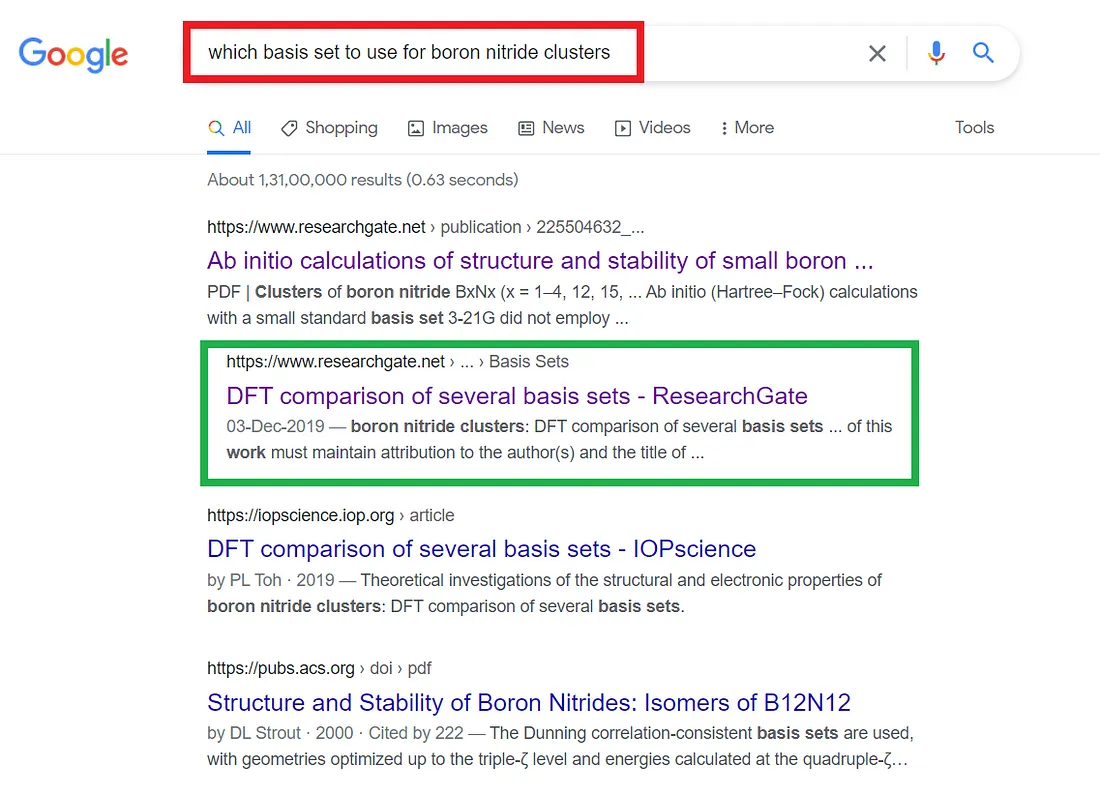 Google
which basis set to use for boron nitride clusters
All Shopping Images News Videos More Tools
About 1,31,00,000 results (0.63 seconds)
https://www.researchgate.net › publication › 225504632_...
Ab initio calculations of structure and stability of small boron ...
PDF | Clusters of boron nitride BxNx (x = 1–4, 12, 15, ... Ab initio (Hartree–Fock) calculations
with a small standard basis set 3-21G did not employ ...
https://www.researchgate.net › ... › Basis Sets
DFT comparison of several basis sets - ResearchGate
03-Dec-2019 — boron nitride clusters: DFT comparison of several basis sets ... of this
work must maintain attribution to the author(s) and the title of ...
https://iopscience.iop.org › article
DFT comparison of several basis sets - IOPscience
by PL Toh · 2019 — Theoretical investigations of the structural and electronic properties of
boron nitride clusters: DFT comparison of several basis sets.
https://pubs.acs.org › doi › pdf
Structure and Stability of Boron Nitrides: Isomers of B12N12
by DL Strout · 2000 · Cited by 222 — The Dunning correlation-consistent basis sets are used,
with geometries optimized up to the triple-ζ level and energies calculated at the quadruple-ζ...